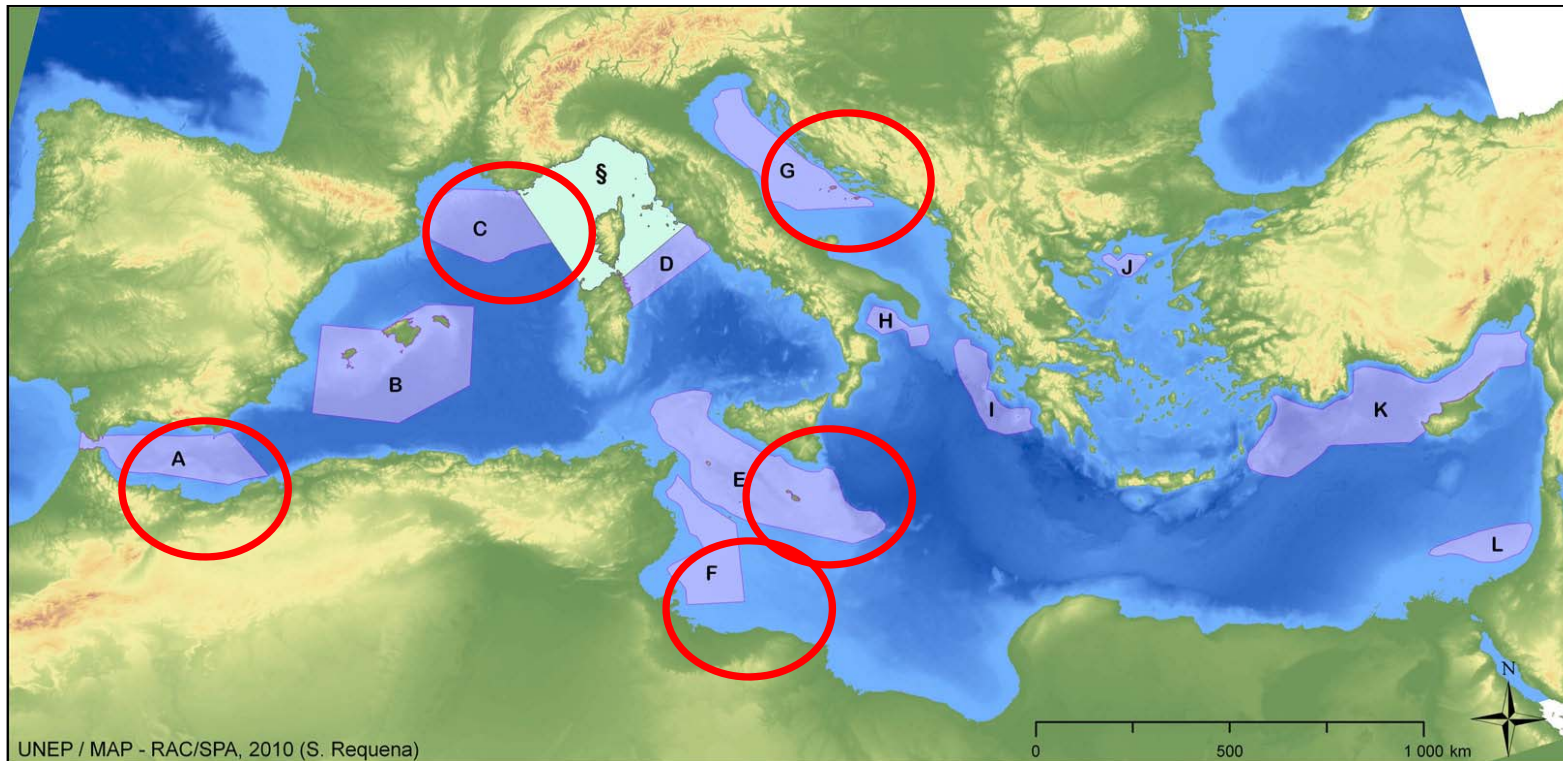 §
G
C
D
J
H
B
I
K
A
E
L
F
N
0 500 1 000 km
UNEP / MAP - RAC/SPA, 2010 (S. Requena)